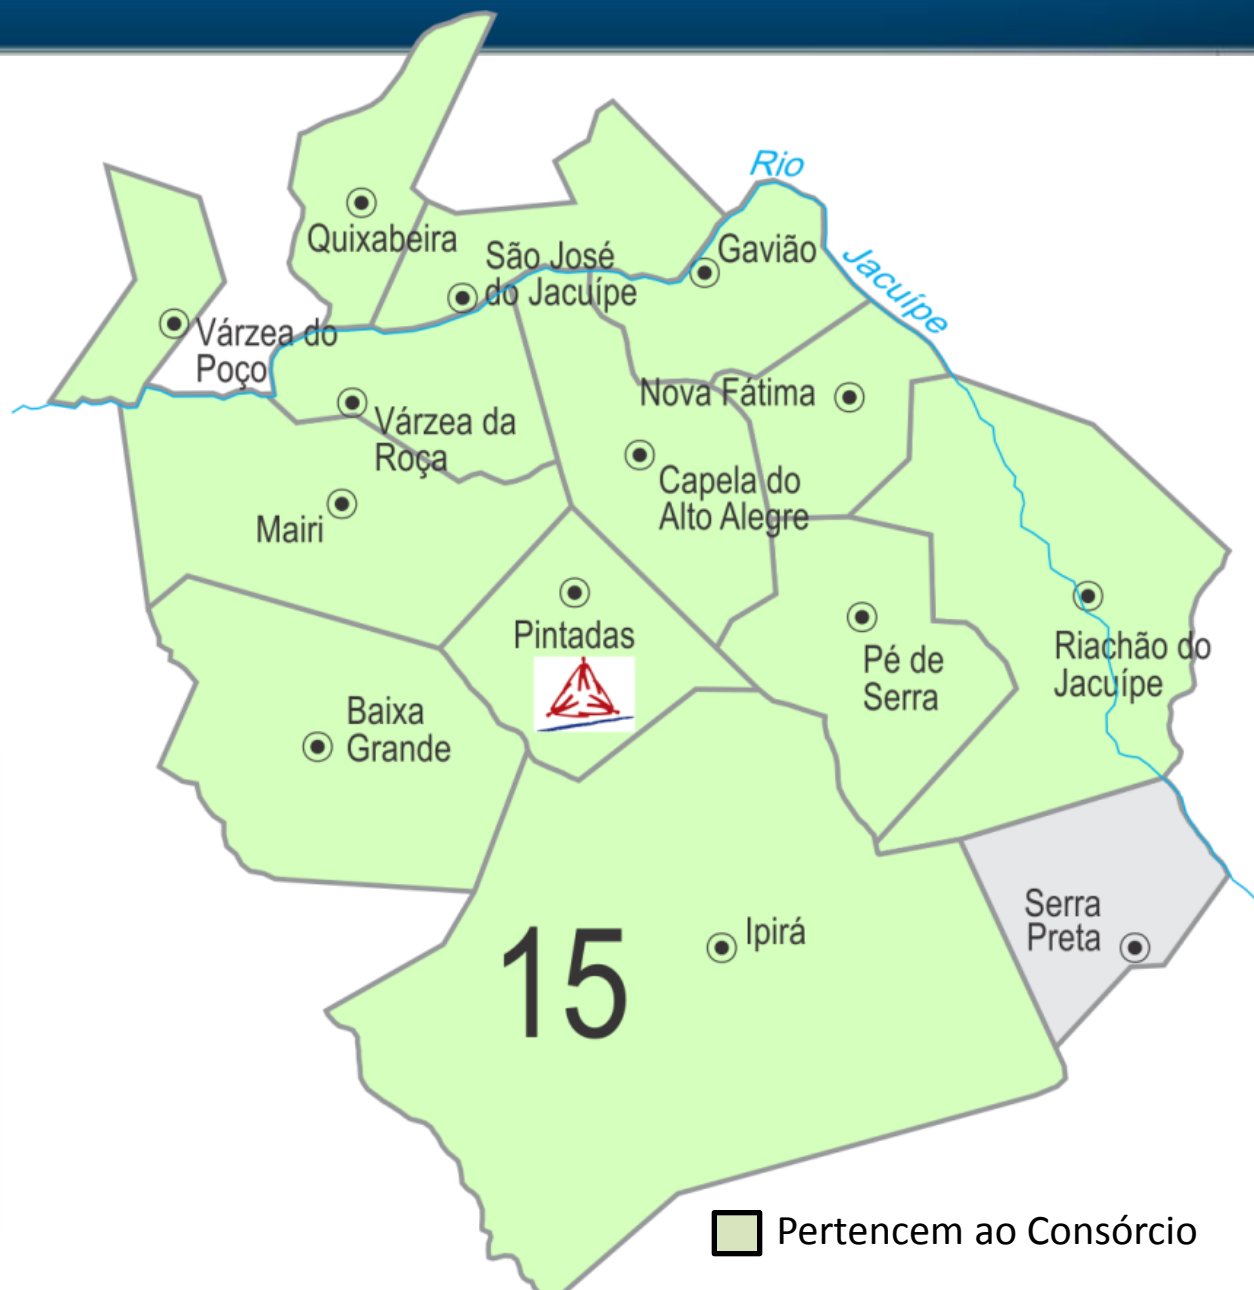 Rio
Jacuípe
Quixabeira
São José
do Jacuípe
Gavião
Várzea do
Poço
Várzea da
Roça
Nova Fátima
Capela do
Alto Alegre
Mairi
Pintadas
Pé de
Serra
Riachão do
Jacuípe
Baixa
Grande
Serra
Preta
15
Ipirá
Pertencem ao Consórcio